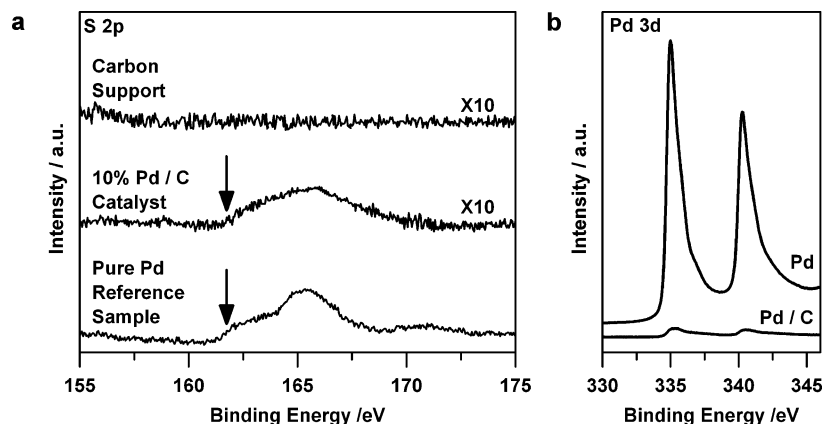 a
S 2p
Carbon
Support
X10
10% Pd / C
Catalyst
X10
Pure Pd
Reference
Sample
Intensity / a.u.
155 160 165 170 175
Binding Energy /eV
b
Pd 3d
Pd
Pd / C
Intensity / a.u.
330 335 340 345
Binding Energy /eV